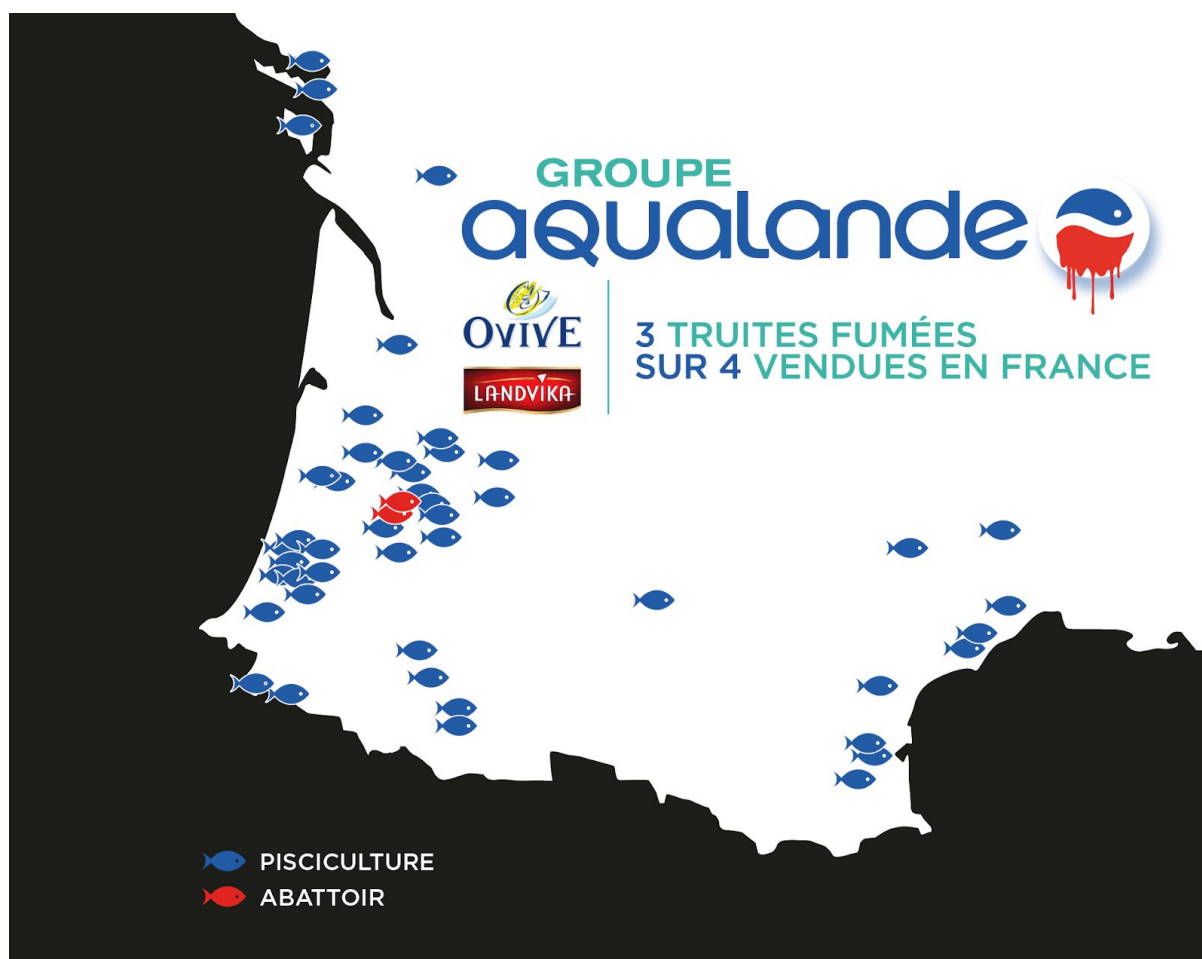 GROUPE
aqualande
OVIVE
LANDVIKA
3 TRUITES FUMÉES
SUR 4 VENDUES EN FRANCE
PISCICULTURE
ABATTOIR